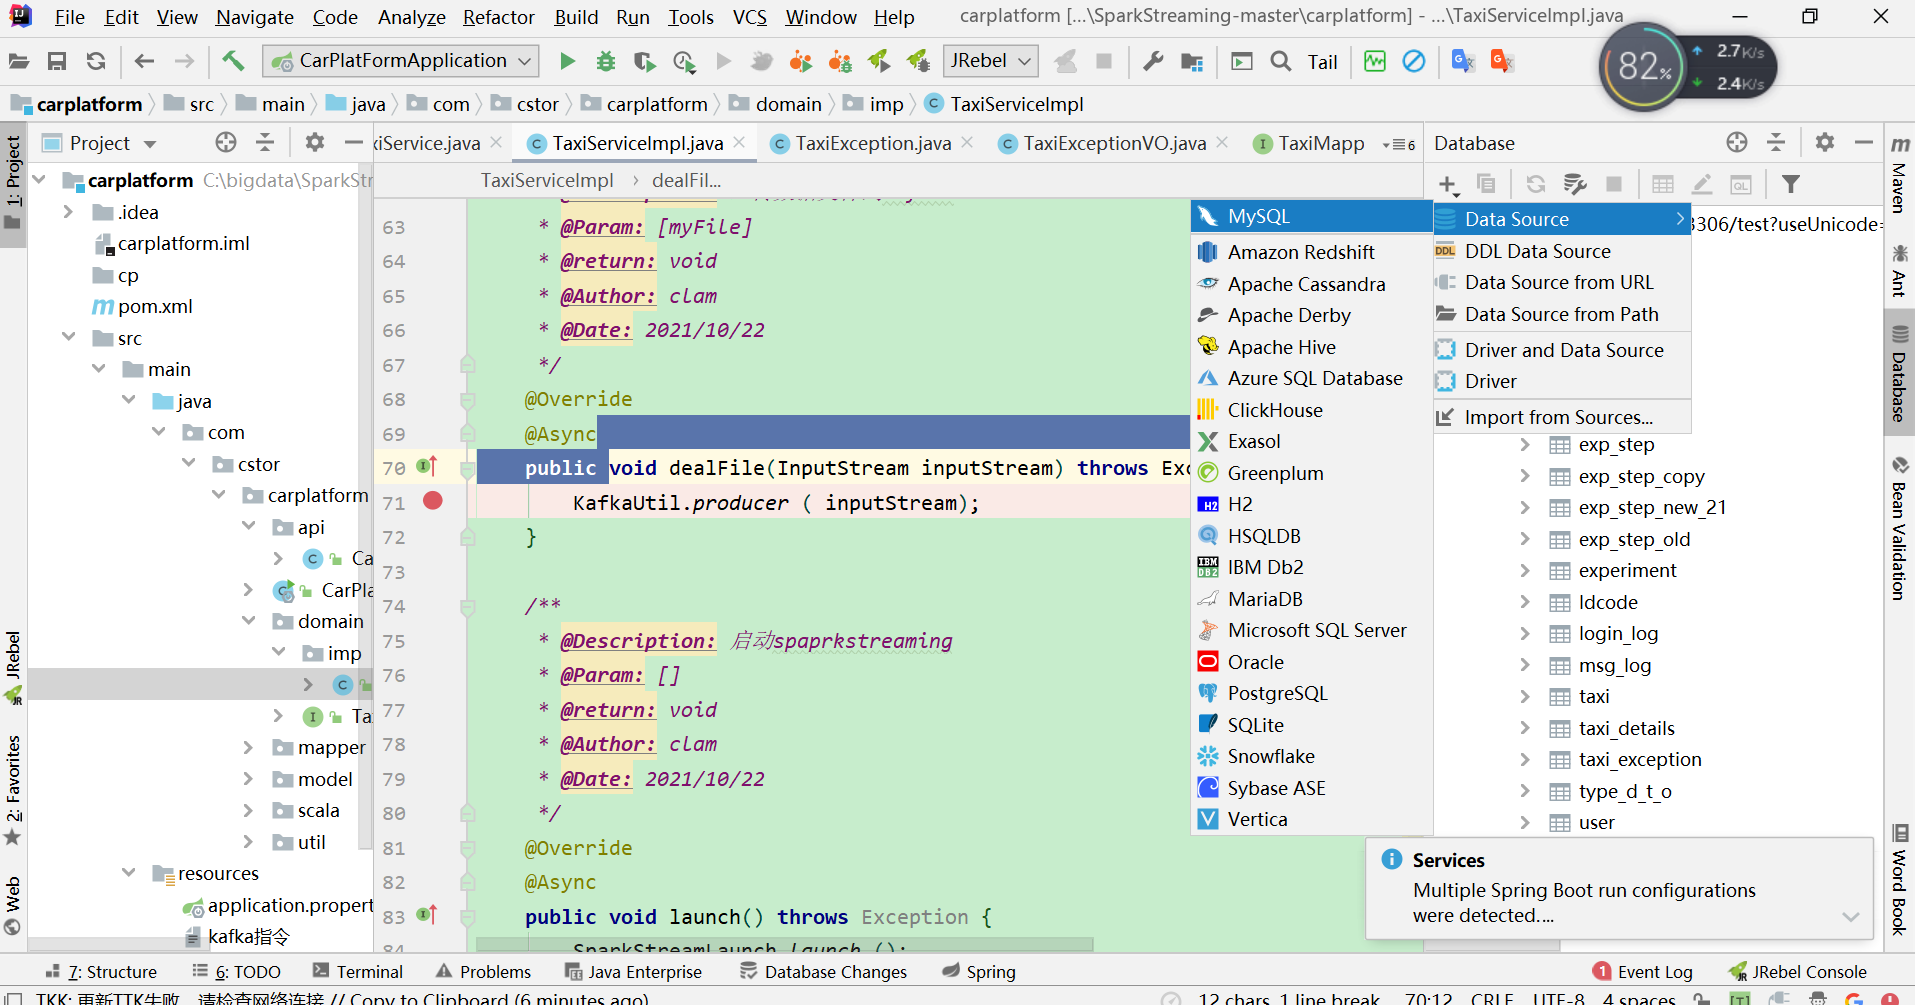 File Edit View Navigate Code Analyze Refactor Build Run Tools VCS Window Help carplatform [...\SparkStreaming-master\carplatform] - ...\TaxiServiceImpl.java
CarPlatFormApplication JRebel Tail
82% 2.7K/s
2.4K/s
carplatform src main java com cstor carplatform domain imp TaxiServiceImpl
1: Project
JRebel
2: Favorites
Web
Project
carplatform C:\bigdata\SparkStr
.idea
carplatform.iml
cp
pom.xml
src
main
java
com
cstor
carplatform
api
Ca
CarPla
domain
imp
Ta
mapper
model
scala
util
resources
application.propert
kafka指令
iService.java TaxiServiceImpl.java TaxiException.java TaxiExceptionVO.java TaxiMapp 6
TaxiServiceImpl dealFil...
63 * @Param: [myFile]
64 * @return: void
65 * @Author: clam
66 * @Date: 2021/10/22
67 */
68 @Override
69 @Async
70 public void dealFile(InputStream inputStream) throws Exc
71 KafkaUtil.producer ( inputStream);
72 }
73
74 /**
75 * @Description: 启动spaprkstreaming
76 * @Param: []
77 * @return: void
78 * @Author: clam
79 * @Date: 2021/10/22
80 */
81 @Override
82 @Async
83 public void launch() throws Exception {
84 SparkStreamLaunch.launch ();
MySQL
Amazon Redshift
Apache Cassandra
Apache Derby
Apache Hive
Azure SQL Database
ClickHouse
Exasol
Greenplum
H2
HSQLDB
IBM Db2
MariaDB
Microsoft SQL Server
Oracle
PostgreSQL
SQLite
Snowflake
Sybase ASE
Vertica
Database
Data Source
3306/test?useUnicode=
DDL Data Source
Data Source from URL
Data Source from Path
Driver and Data Source
Driver
Import from Sources...
exp_step
exp_step_copy
exp_step_new_21
exp_step_old
experiment
ldcode
login_log
msg_log
taxi
taxi_details
taxi_exception
type_d_t_o
user
Services
Multiple Spring Boot run configurations
were detected....
Maven
Ant
Database
Bean Validation
Word Book
7: Structure 6: TODO Terminal Problems Java Enterprise Database Changes Spring 1 Event Log JRebel Console
TKK: 更新TTK失败，请检查网络连接 // Copy to Clipboard (6 minutes ago) 12 chars, 1 line break 70:12 CRLF UTF-8 4 spaces